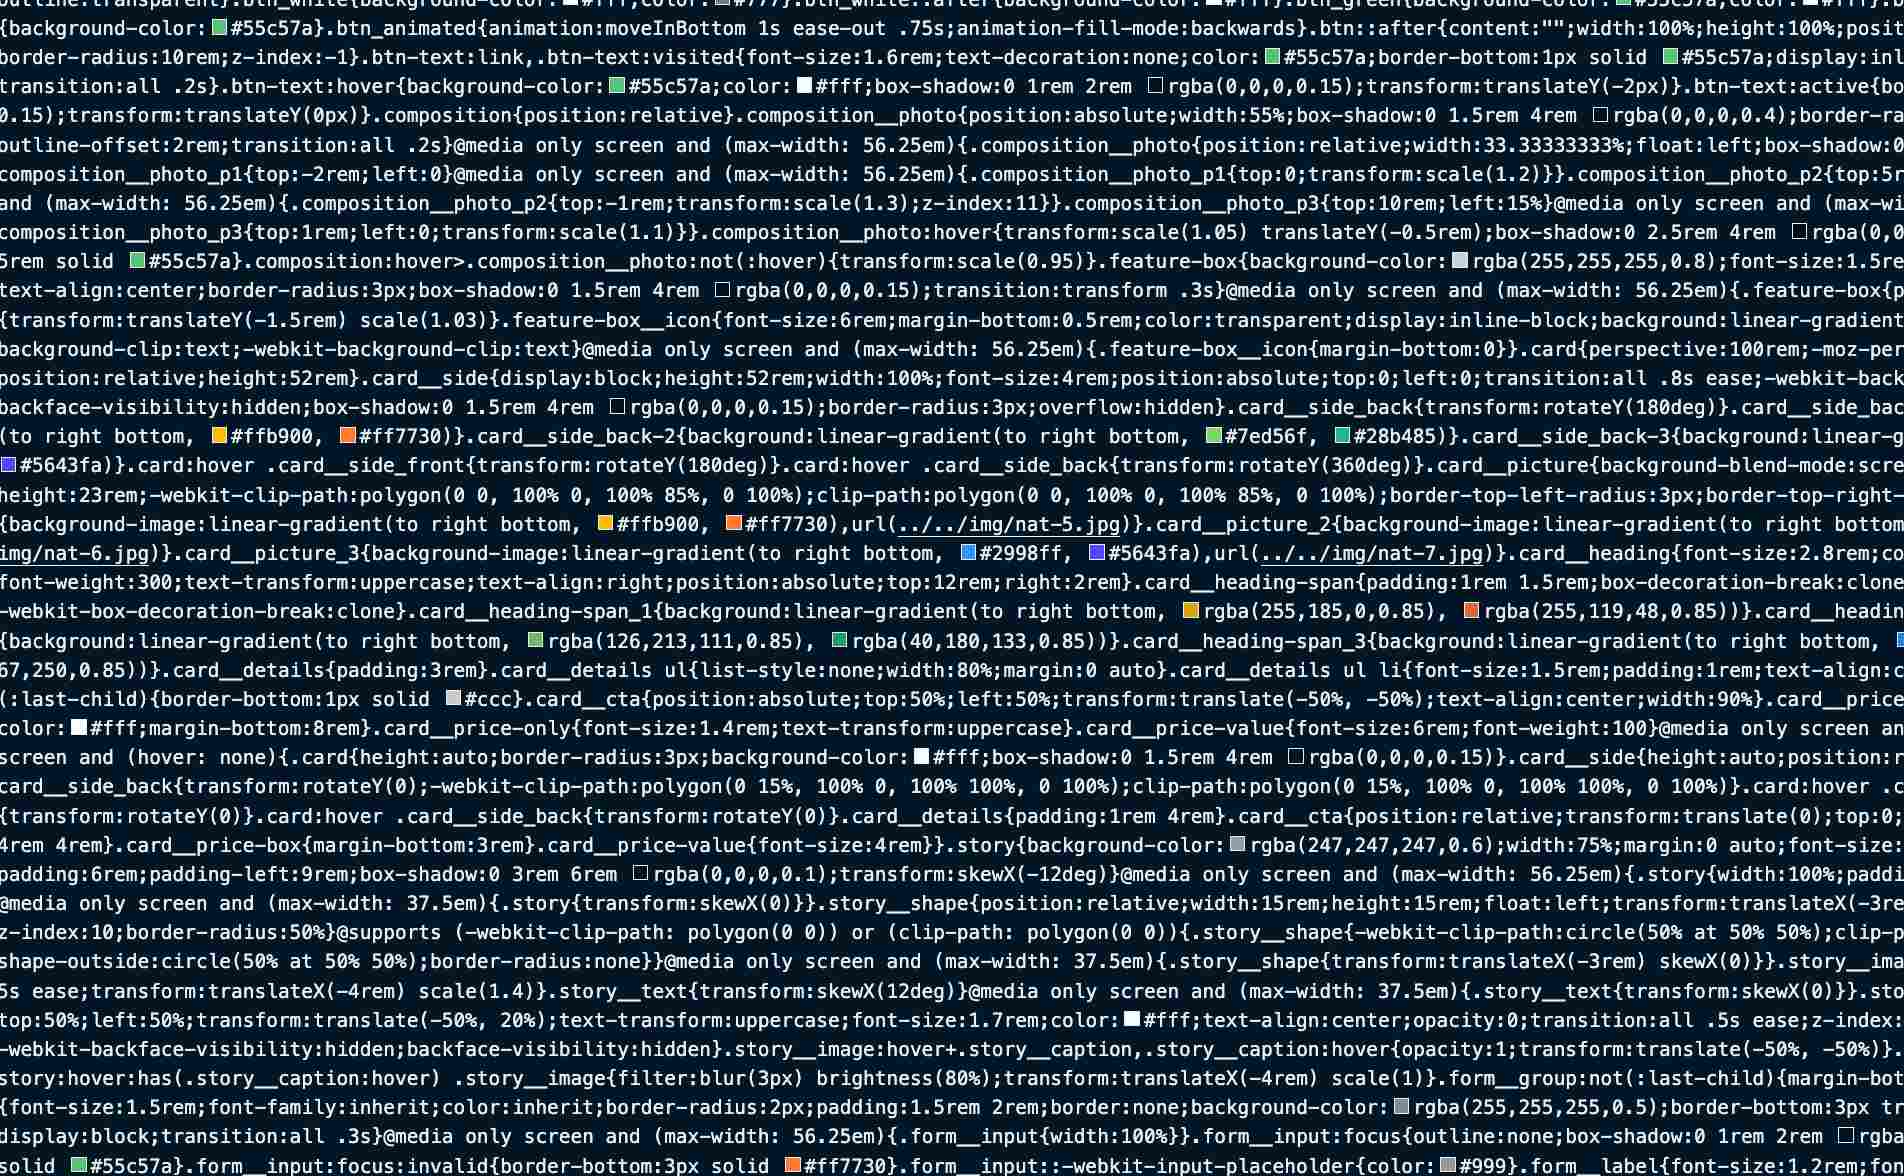 outline:transparent}.btn_white{background-color:#fff;color:#777}.btn_white::after{background-color:#fff}.btn_green{background-color:#55c57a;color:#fff}.b
{background-color:#55c57a}.btn_animated{animation:moveInBottom 1s ease-out .75s;animation-fill-mode:backwards}.btn::after{content:"";width:100%;height:100%;posit
border-radius:10rem;z-index:-1}.btn-text:link,.btn-text:visited{font-size:1.6rem;text-decoration:none;color:#55c57a;border-bottom:1px solid #55c57a;display:inl
transition:all .2s}.btn-text:hover{background-color:#55c57a;color:#fff;box-shadow:0 1rem 2rem rgba(0,0,0,0.15);transform:translateY(-2px)}.btn-text:active{bo
0.15);transform:translateY(0px)}.composition{position:relative}.composition__photo{position:absolute;width:55%;box-shadow:0 1.5rem 4rem rgba(0,0,0,0.4);border-ra
outline-offset:2rem;transition:all .2s}@media only screen and (max-width: 56.25em){.composition__photo{position:relative;width:33.33333333%;float:left;box-shadow:0
composition__photo_p1{top:-2rem;left:0}@media only screen and (max-width: 56.25em){.composition__photo_p1{top:0;transform:scale(1.2)}}.composition__photo_p2{top:5r
and (max-width: 56.25em){.composition__photo_p2{top:-1rem;transform:scale(1.3);z-index:11}}.composition__photo_p3{top:10rem;left:15%}@media only screen and (max-wi
composition__photo_p3{top:1rem;left:0;transform:scale(1.1)}}.composition__photo:hover{transform:scale(1.05) translateY(-0.5rem);box-shadow:0 2.5rem 4rem rgba(0,0
5rem solid #55c57a}.composition:hover>.composition__photo:not(:hover){transform:scale(0.95)}.feature-box{background-color:rgba(255,255,255,0.8);font-size:1.5re
text-align:center;border-radius:3px;box-shadow:0 1.5rem 4rem rgba(0,0,0,0.15);transition:transform .3s}@media only screen and (max-width: 56.25em){.feature-box{p
{transform:translateY(-1.5rem) scale(1.03)}.feature-box__icon{font-size:6rem;margin-bottom:0.5rem;color:transparent;display:inline-block;background:linear-gradient
background-clip:text;-webkit-background-clip:text}@media only screen and (max-width: 56.25em){.feature-box__icon{margin-bottom:0}}.card{perspective:100rem;-moz-per
position:relative;height:52rem}.card__side{display:block;height:52rem;width:100%;font-size:4rem;position:absolute;top:0;left:0;transition:all .8s ease;-webkit-back
backface-visibility:hidden;box-shadow:0 1.5rem 4rem rgba(0,0,0,0.15);border-radius:3px;overflow:hidden}.card__side_back{transform:rotateY(180deg)}.card__side_bac
(to right bottom, #ffb900, #ff7730)}.card__side_back-2{background:linear-gradient(to right bottom, #7ed56f, #28b485)}.card__side_back-3{background:linear-g
#5643fa)}.card:hover .card__side_front{transform:rotateY(180deg)}.card:hover .card__side_back{transform:rotateY(360deg)}.card__picture{background-blend-mode:scre
height:23rem;-webkit-clip-path:polygon(0 0, 100% 0, 100% 85%, 0 100%);clip-path:polygon(0 0, 100% 0, 100% 85%, 0 100%);border-top-left-radius:3px;border-top-right-
{background-image:linear-gradient(to right bottom, #ffb900, #ff7730),url(../../img/nat-5.jpg)}.card__picture_2{background-image:linear-gradient(to right bottom
img/nat-6.jpg)}.card__picture_3{background-image:linear-gradient(to right bottom, #2998ff, #5643fa),url(../../img/nat-7.jpg)}.card__heading{font-size:2.8rem;co
font-weight:300;text-transform:uppercase;text-align:right;position:absolute;top:12rem;right:2rem}.card__heading-span{padding:1rem 1.5rem;box-decoration-break:clone
-webkit-box-decoration-break:clone}.card__heading-span_1{background:linear-gradient(to right bottom, rgba(255,185,0,0.85), rgba(255,119,48,0.85))}.card__headin
{background:linear-gradient(to right bottom, rgba(126,213,111,0.85), rgba(40,180,133,0.85))}.card__heading-span_3{background:linear-gradient(to right bottom,
67,250,0.85))}.card__details{padding:3rem}.card__details ul{list-style:none;width:80%;margin:0 auto}.card__details ul li{font-size:1.5rem;padding:1rem;text-align:c
(:last-child){border-bottom:1px solid #ccc}.card__cta{position:absolute;top:50%;left:50%;transform:translate(-50%, -50%);text-align:center;width:90%}.card__price
color:#fff;margin-bottom:8rem}.card__price-only{font-size:1.4rem;text-transform:uppercase}.card__price-value{font-size:6rem;font-weight:100}@media only screen an
screen and (hover: none){.card{height:auto;border-radius:3px;background-color:#fff;box-shadow:0 1.5rem 4rem rgba(0,0,0,0.15)}.card__side{height:auto;position:r
card__side_back{transform:rotateY(0);-webkit-clip-path:polygon(0 15%, 100% 0, 100% 100%, 0 100%);clip-path:polygon(0 15%, 100% 0, 100% 100%, 0 100%)}.card:hover .c
{transform:rotateY(0)}.card:hover .card__side_back{transform:rotateY(0)}.card__details{padding:1rem 4rem}.card__cta{position:relative;transform:translate(0);top:0;
4rem 4rem}.card__price-box{margin-bottom:3rem}.card__price-value{font-size:4rem}}.story{background-color:rgba(247,247,247,0.6);width:75%;margin:0 auto;font-size:
padding:6rem;padding-left:9rem;box-shadow:0 3rem 6rem rgba(0,0,0,0.1);transform:skewX(-12deg)}@media only screen and (max-width: 56.25em){.story{width:100%;paddi
@media only screen and (max-width: 37.5em){.story{transform:skewX(0)}}.story__shape{position:relative;width:15rem;height:15rem;float:left;transform:translateX(-3re
z-index:10;border-radius:50%}@supports (-webkit-clip-path: polygon(0 0)) or (clip-path: polygon(0 0)){.story__shape{-webkit-clip-path:circle(50% at 50% 50%);clip-p
shape-outside:circle(50% at 50% 50%);border-radius:none}}@media only screen and (max-width: 37.5em){.story__shape{transform:translateX(-3rem) skewX(0)}}.story__ima
5s ease;transform:translateX(-4rem) scale(1.4)}.story__text{transform:skewX(12deg)}@media only screen and (max-width: 37.5em){.story__text{transform:skewX(0)}}.sto
top:50%;left:50%;transform:translate(-50%, 20%);text-transform:uppercase;font-size:1.7rem;color:#fff;text-align:center;opacity:0;transition:all .5s ease;z-index:
-webkit-backface-visibility:hidden;backface-visibility:hidden}.story__image:hover+.story__caption,.story__caption:hover{opacity:1;transform:translate(-50%, -50%)}.
story:hover:has(.story__caption:hover) .story__image{filter:blur(3px) brightness(80%);transform:translateX(-4rem) scale(1)}.form__group:not(:last-child){margin-bot
{font-size:1.5rem;font-family:inherit;color:inherit;border-radius:2px;padding:1.5rem 2rem;border:none;background-color:rgba(255,255,255,0.5);border-bottom:3px tr
display:block;transition:all .3s}@media only screen and (max-width: 56.25em){.form__input{width:100%}}.form__input:focus{outline:none;box-shadow:0 1rem 2rem rgba
solid #55c57a}.form__input:focus:invalid{border-bottom:3px solid #ff7730}.form__input::-webkit-input-placeholder{color:#999}.form__label{font-size:1.2rem;fon